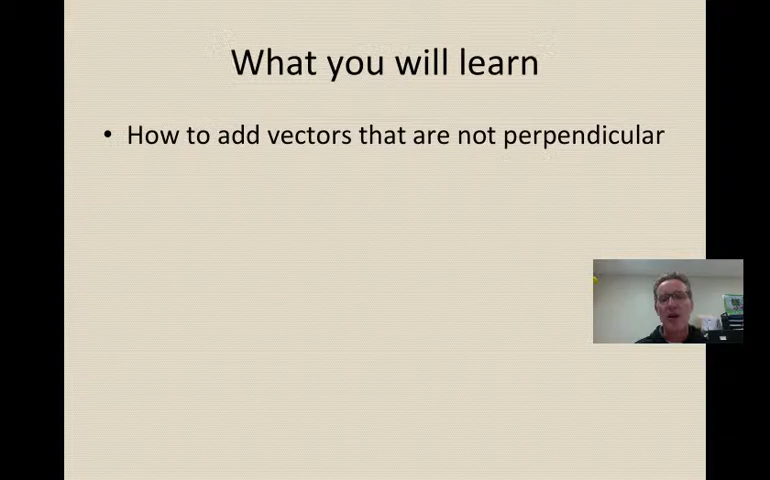 What you will learn
• How to add vectors that are not perpendicular